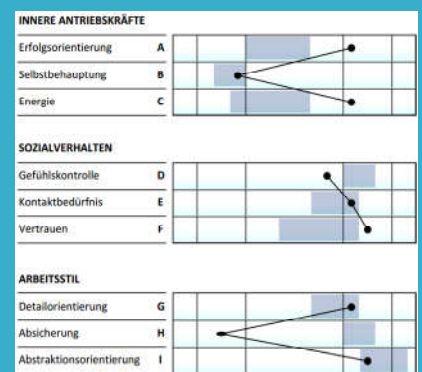 INNERE ANTRIEBSKRÄFTE
Erfolgsorientierung A
Selbstbehauptung B
Energie C
SOZIALVERHALTEN
Gefühlskontrolle D
Kontaktbedürfnis E
Vertrauen F
ARBEITSSTIL
Detailorientierung G
Absicherung H
Abstraktionsorientierung I